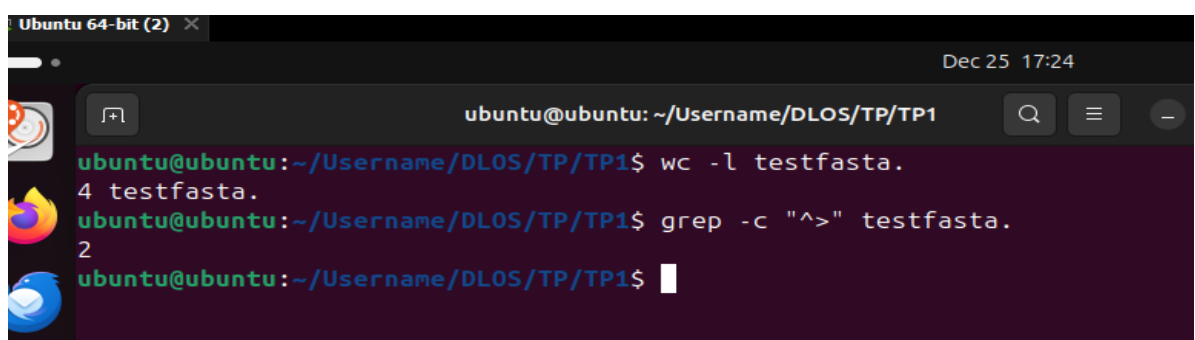 Ubuntu 64-bit (2)
Dec 25 17:24
ubuntu@ubuntu: ~/Username/DLOS/TP/TP1
ubuntu@ubuntu:~/Username/DLOS/TP/TP1$ wc -l testfasta.
4 testfasta.
ubuntu@ubuntu:~/Username/DLOS/TP/TP1$ grep -c "^>" testfasta.
2
ubuntu@ubuntu:~/Username/DLOS/TP/TP1$